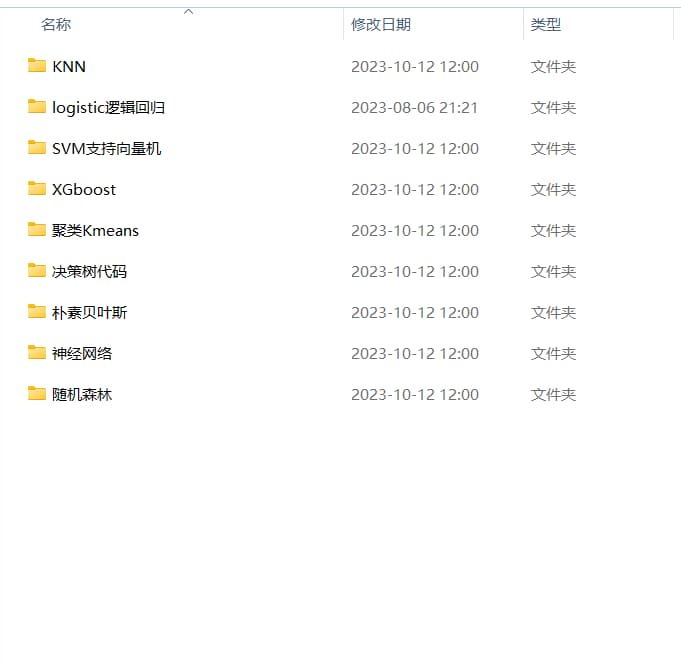 名称 修改日期 类型
KNN 2023-10-12 12:00 文件夹
logistic逻辑回归 2023-08-06 21:21 文件夹
SVM支持向量机 2023-10-12 12:00 文件夹
XGboost 2023-10-12 12:00 文件夹
聚类Kmeans 2023-10-12 12:00 文件夹
决策树代码 2023-10-12 12:00 文件夹
朴素贝叶斯 2023-10-12 12:00 文件夹
神经网络 2023-10-12 12:00 文件夹
随机森林 2023-10-12 12:00 文件夹